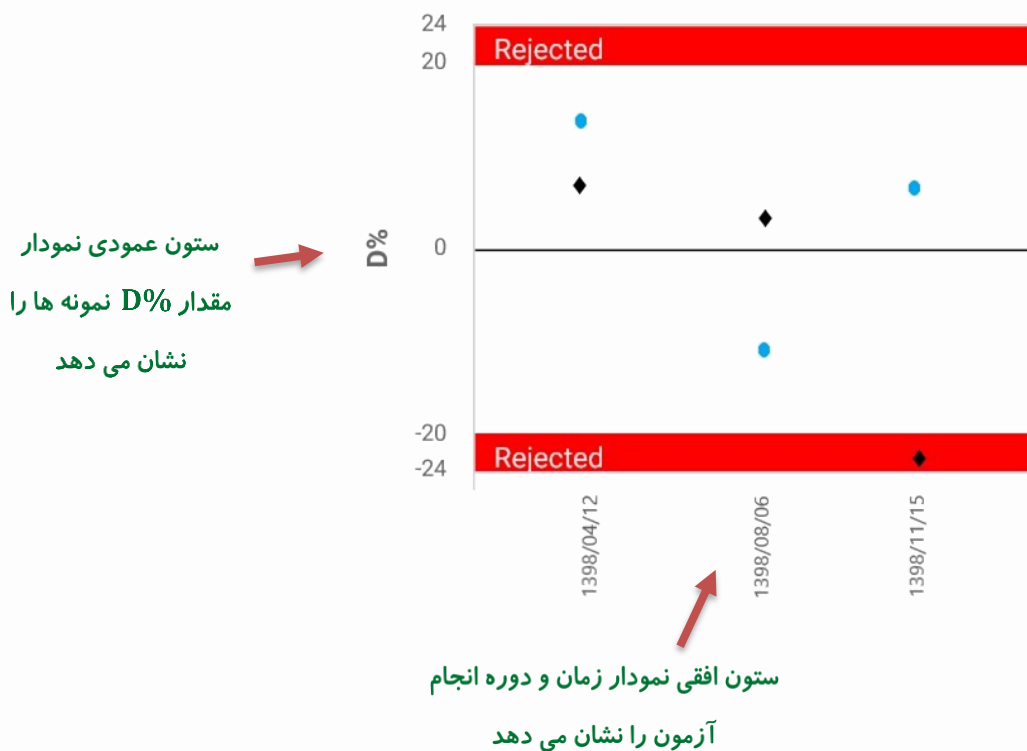 24
Rejected
20
ستون عمودی نمودار
مقدار D% نمونه ها را
نشان می دهد
D%
0
-20
Rejected
-24
1398/04/12
1398/08/06
1398/11/15
ستون افقی نمودار زمان و دوره انجام
آزمون را نشان می دهد